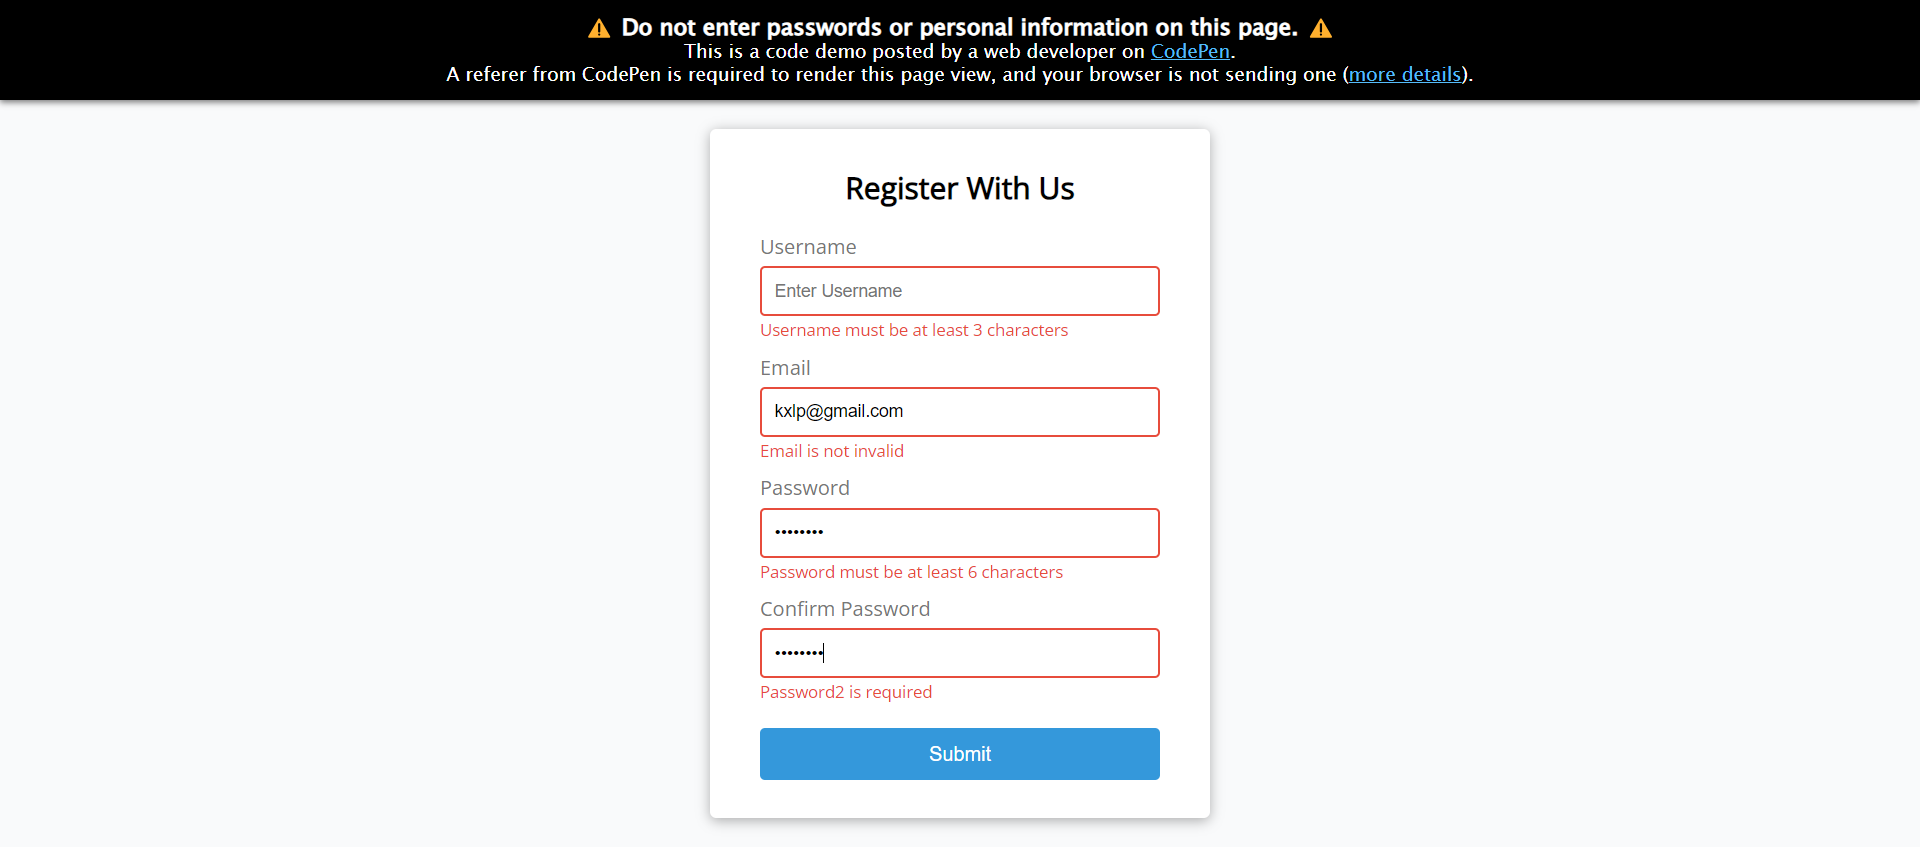 ⚠ Do not enter passwords or personal information on this page. ⚠
This is a code demo posted by a web developer on CodePen.
A referer from CodePen is required to render this page view, and your browser is not sending one (more details).
Register With Us
Username
Enter Username
Username must be at least 3 characters
Email
kxlp@gmail.com
Email is not invalid
Password
••••••••
Password must be at least 6 characters
Confirm Password
••••••••
Password2 is required
Submit